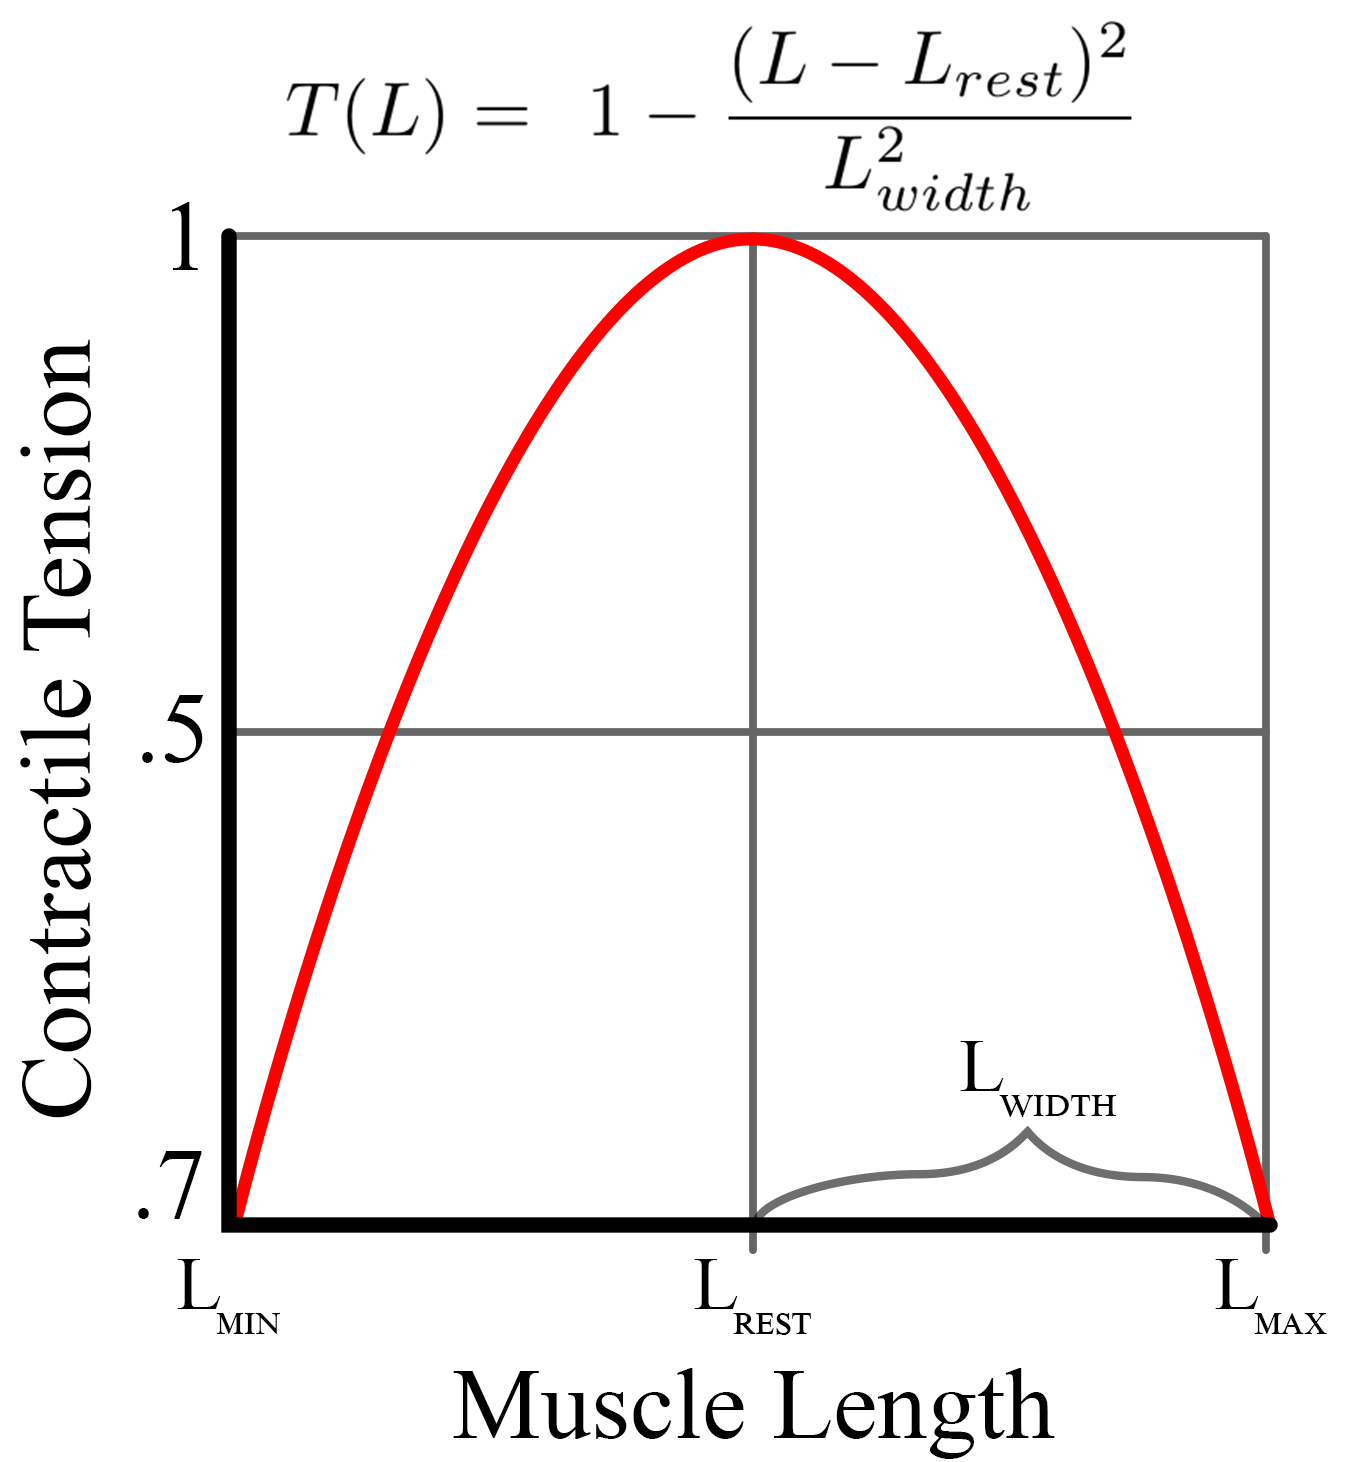 T(L) = 1 − (L − L_rest)² / L²_width
1
.5
.7
Contractile Tension
L_WIDTH
L_MIN
L_REST
L_MAX
Muscle Length